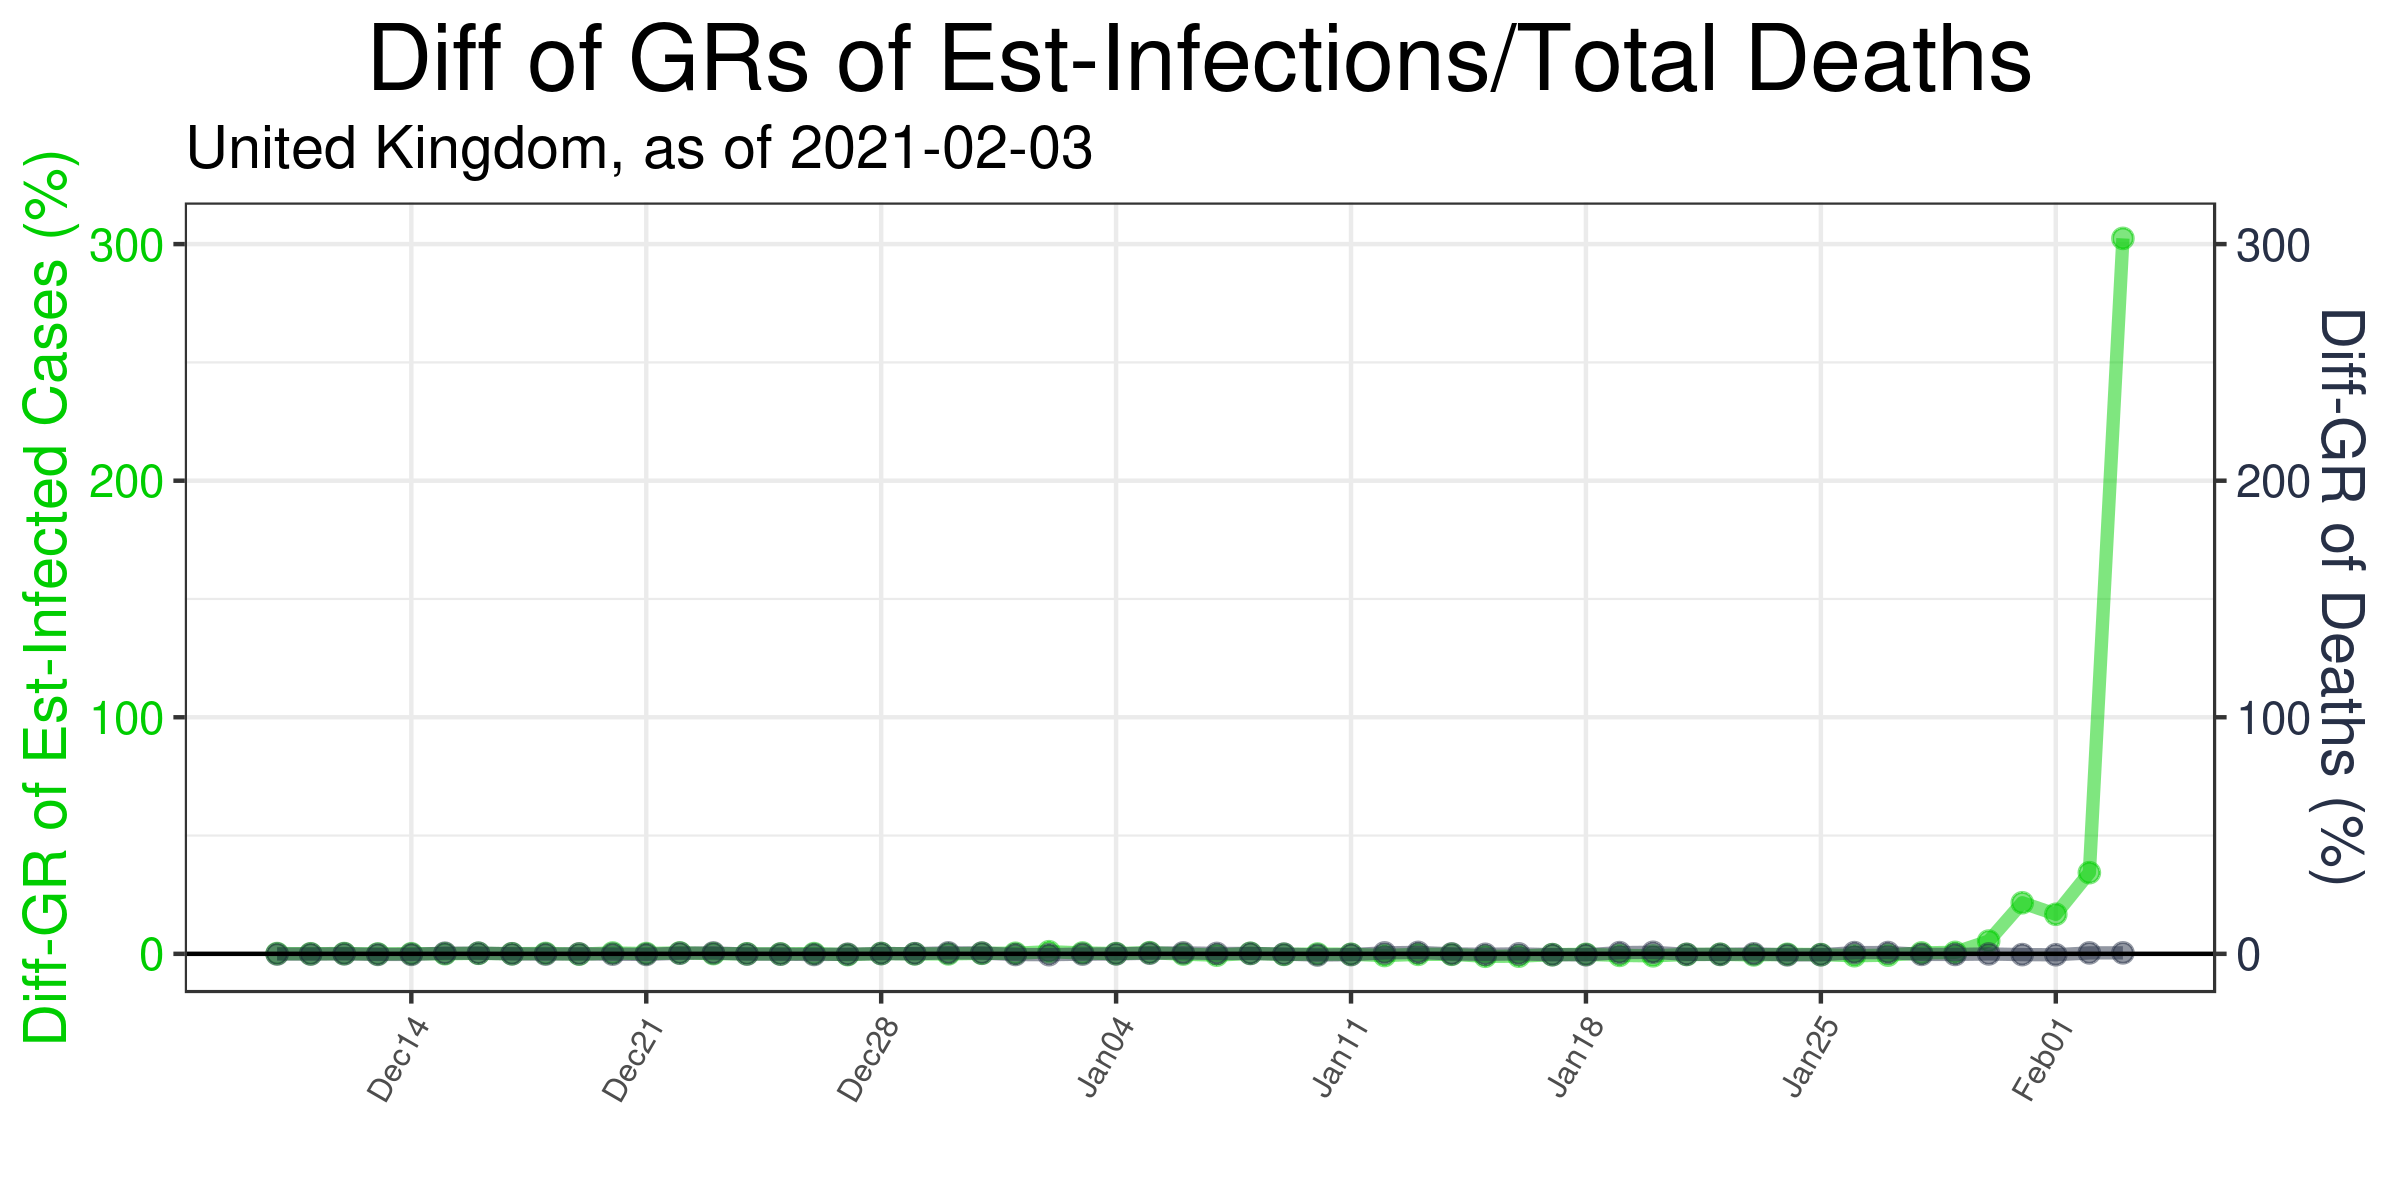 Diff of GRs of Est-Infections/Total Deaths
United Kingdom, as of 2021-02-03
Diff-GR of Est-Infected Cases (%)
300
200
100
0
300
200
100
0
Diff-GR of Deaths (%)
Dec14
Dec21
Dec28
Jan04
Jan11
Jan18
Jan25
Feb01